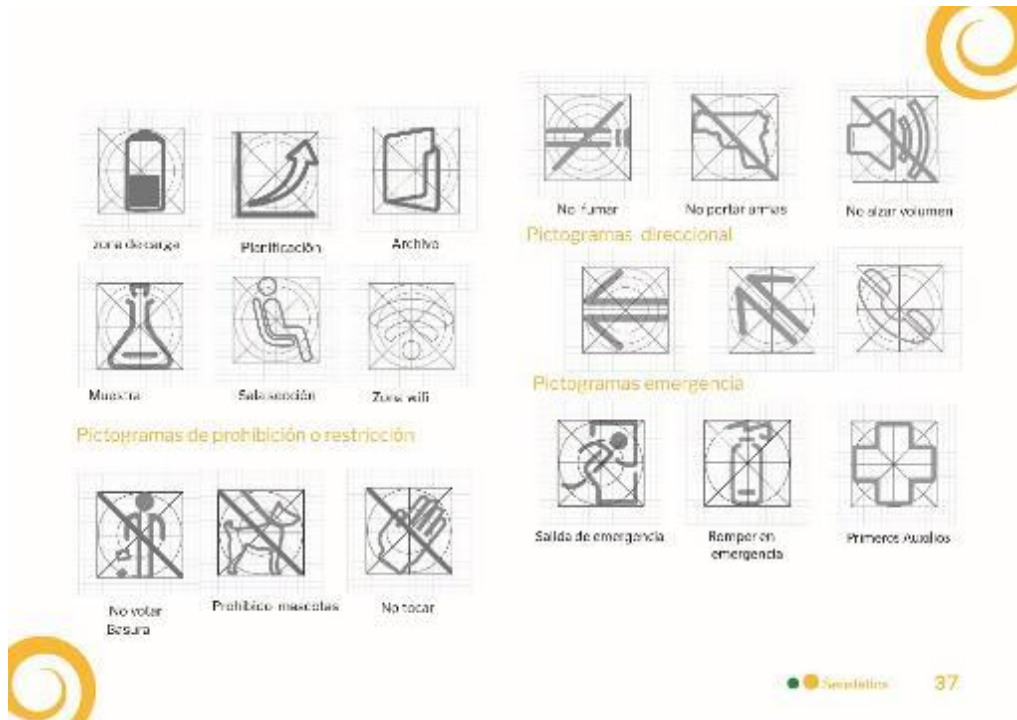 zona de carga
Planificación
Archivo
Muestra
Sala sección
Zona wifi
Pictogramas de prohibición o restricción
No votar
Basura
Prohibido mascotas
No tocar
No fumar
No portar armas
No alzar volumen
Pictogramas direccional
Pictogramas emergencia
Salida de emergencia
Romper en
emergencia
Primeros Auxilios
37